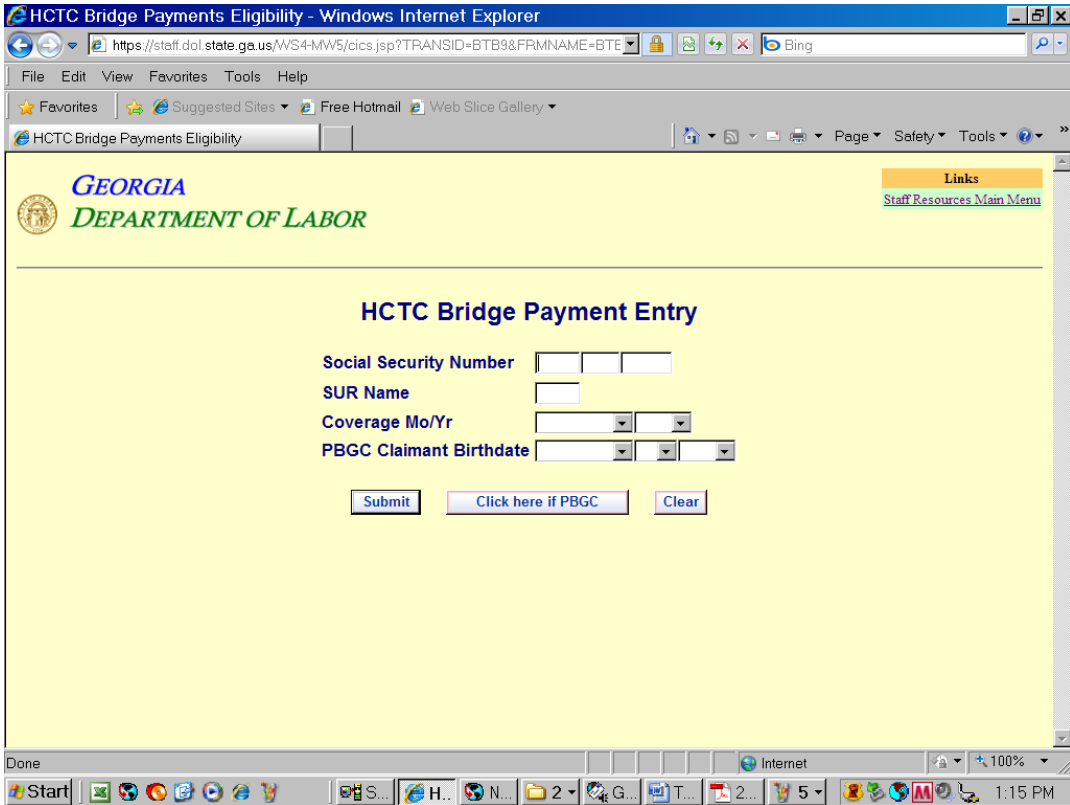 HCTC Bridge Payments Eligibility - Windows Internet Explorer
https://staff.dol.state.ga.us/WS4-MW5/cics.jsp?TRANSID=BTB9&FRMNAME=BTE
Bing
File Edit View Favorites Tools Help
Favorites Suggested Sites Free Hotmail Web Slice Gallery
HCTC Bridge Payments Eligibility Page Safety Tools »
GEORGIA
DEPARTMENT OF LABOR
Links
Staff Resources Main Menu
HCTC Bridge Payment Entry
Social Security Number
SUR Name
Coverage Mo/Yr
PBGC Claimant Birthdate
Submit Click here if PBGC Clear
Done Internet 100%
Start S... H.. N... 2 G... T... 2... 5 1:15 PM